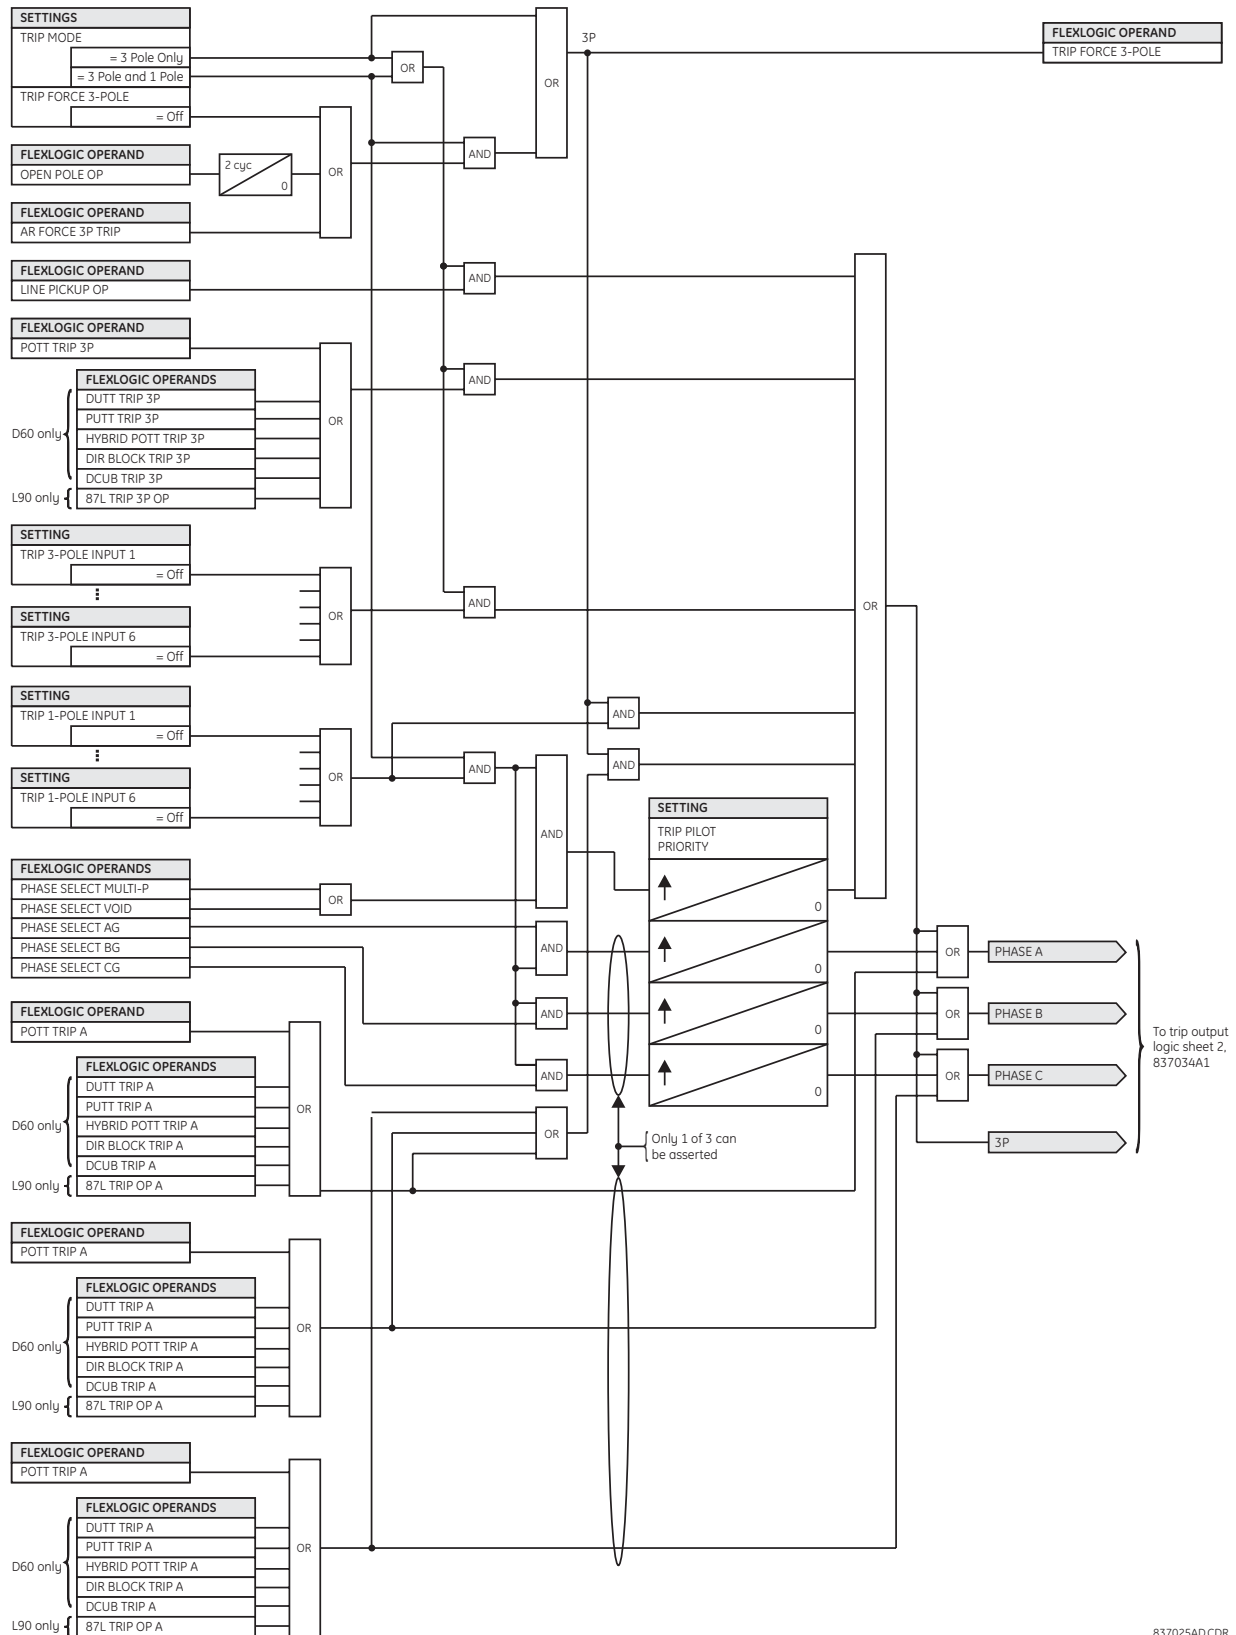 SETTINGS
TRIP MODE
= 3 Pole Only
= 3 Pole and 1 Pole
TRIP FORCE 3-POLE
= Off
FLEXLOGIC OPERAND
OPEN POLE OP
2 cyc
0
FLEXLOGIC OPERAND
AR FORCE 3P TRIP
OR
OR
AND
OR
3P
FLEXLOGIC OPERAND
TRIP FORCE 3-POLE
FLEXLOGIC OPERAND
LINE PICKUP OP
AND
FLEXLOGIC OPERAND
POTT TRIP 3P
FLEXLOGIC OPERANDS
DUTT TRIP 3P
PUTT TRIP 3P
HYBRID POTT TRIP 3P
DIR BLOCK TRIP 3P
DCUB TRIP 3P
87L TRIP 3P OP
D60 only
L90 only
OR
AND
SETTING
TRIP 3-POLE INPUT 1
= Off
SETTING
TRIP 3-POLE INPUT 6
= Off
OR
AND
OR
SETTING
TRIP 1-POLE INPUT 1
= Off
SETTING
TRIP 1-POLE INPUT 6
= Off
OR
AND
AND
AND
AND
SETTING
TRIP PILOT
PRIORITY
0
0
0
0
FLEXLOGIC OPERANDS
PHASE SELECT MULTI-P
PHASE SELECT VOID
PHASE SELECT AG
PHASE SELECT BG
PHASE SELECT CG
OR
AND
AND
AND
OR
OR
OR
OR
PHASE A
PHASE B
PHASE C
3P
To trip output
logic sheet 2,
837034A1
Only 1 of 3 can
be asserted
FLEXLOGIC OPERAND
POTT TRIP A
FLEXLOGIC OPERANDS
DUTT TRIP A
PUTT TRIP A
HYBRID POTT TRIP A
DIR BLOCK TRIP A
DCUB TRIP A
87L TRIP OP A
D60 only
L90 only
OR
FLEXLOGIC OPERAND
POTT TRIP A
FLEXLOGIC OPERANDS
DUTT TRIP A
PUTT TRIP A
HYBRID POTT TRIP A
DIR BLOCK TRIP A
DCUB TRIP A
87L TRIP OP A
D60 only
L90 only
OR
FLEXLOGIC OPERAND
POTT TRIP A
FLEXLOGIC OPERANDS
DUTT TRIP A
PUTT TRIP A
HYBRID POTT TRIP A
DIR BLOCK TRIP A
DCUB TRIP A
87L TRIP OP A
D60 only
L90 only
OR
837025AD.CDR